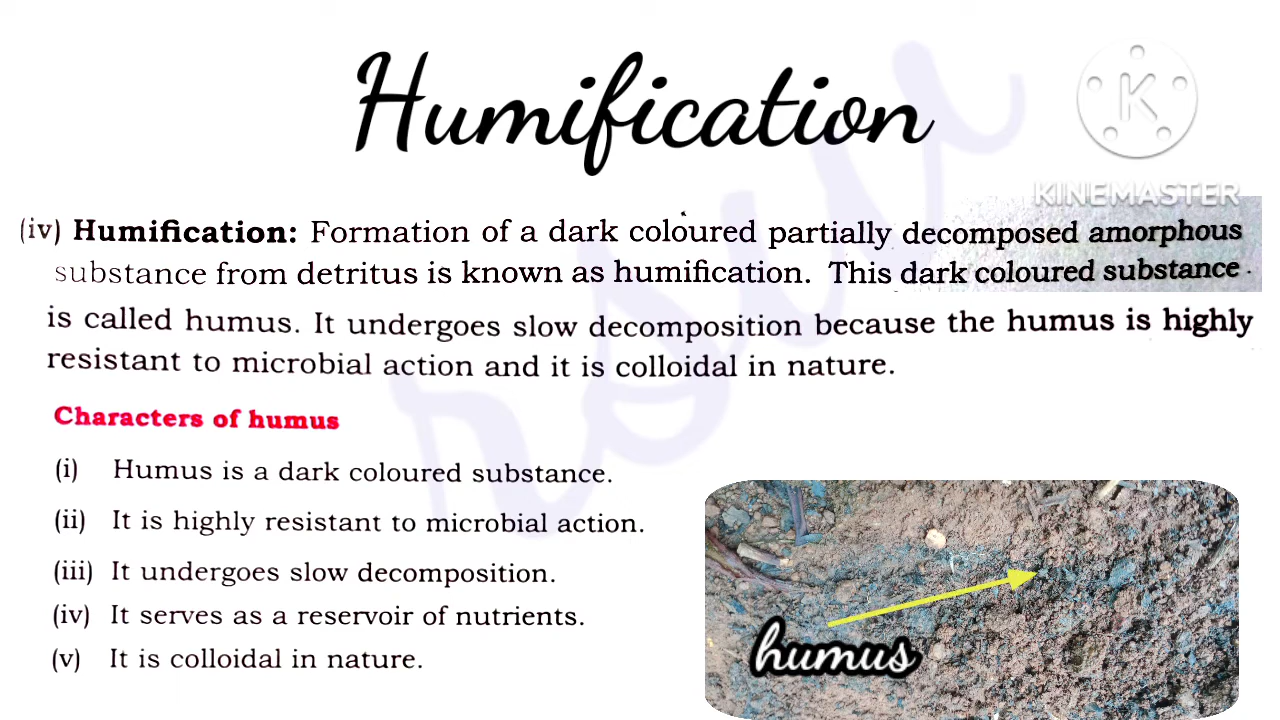 Humification
KINEMASTER
(iv) Humification: Formation of a dark coloured partially decomposed amorphous
substance from detritus is known as humification. This dark coloured substance
is called humus. It undergoes slow decomposition because the humus is highly
resistant to microbial action and it is colloidal in nature.
Characters of humus
(i) Humus is a dark coloured substance.
(ii) It is highly resistant to microbial action.
(iii) It undergoes slow decomposition.
(iv) It serves as a reservoir of nutrients.
(v) It is colloidal in nature.
humus